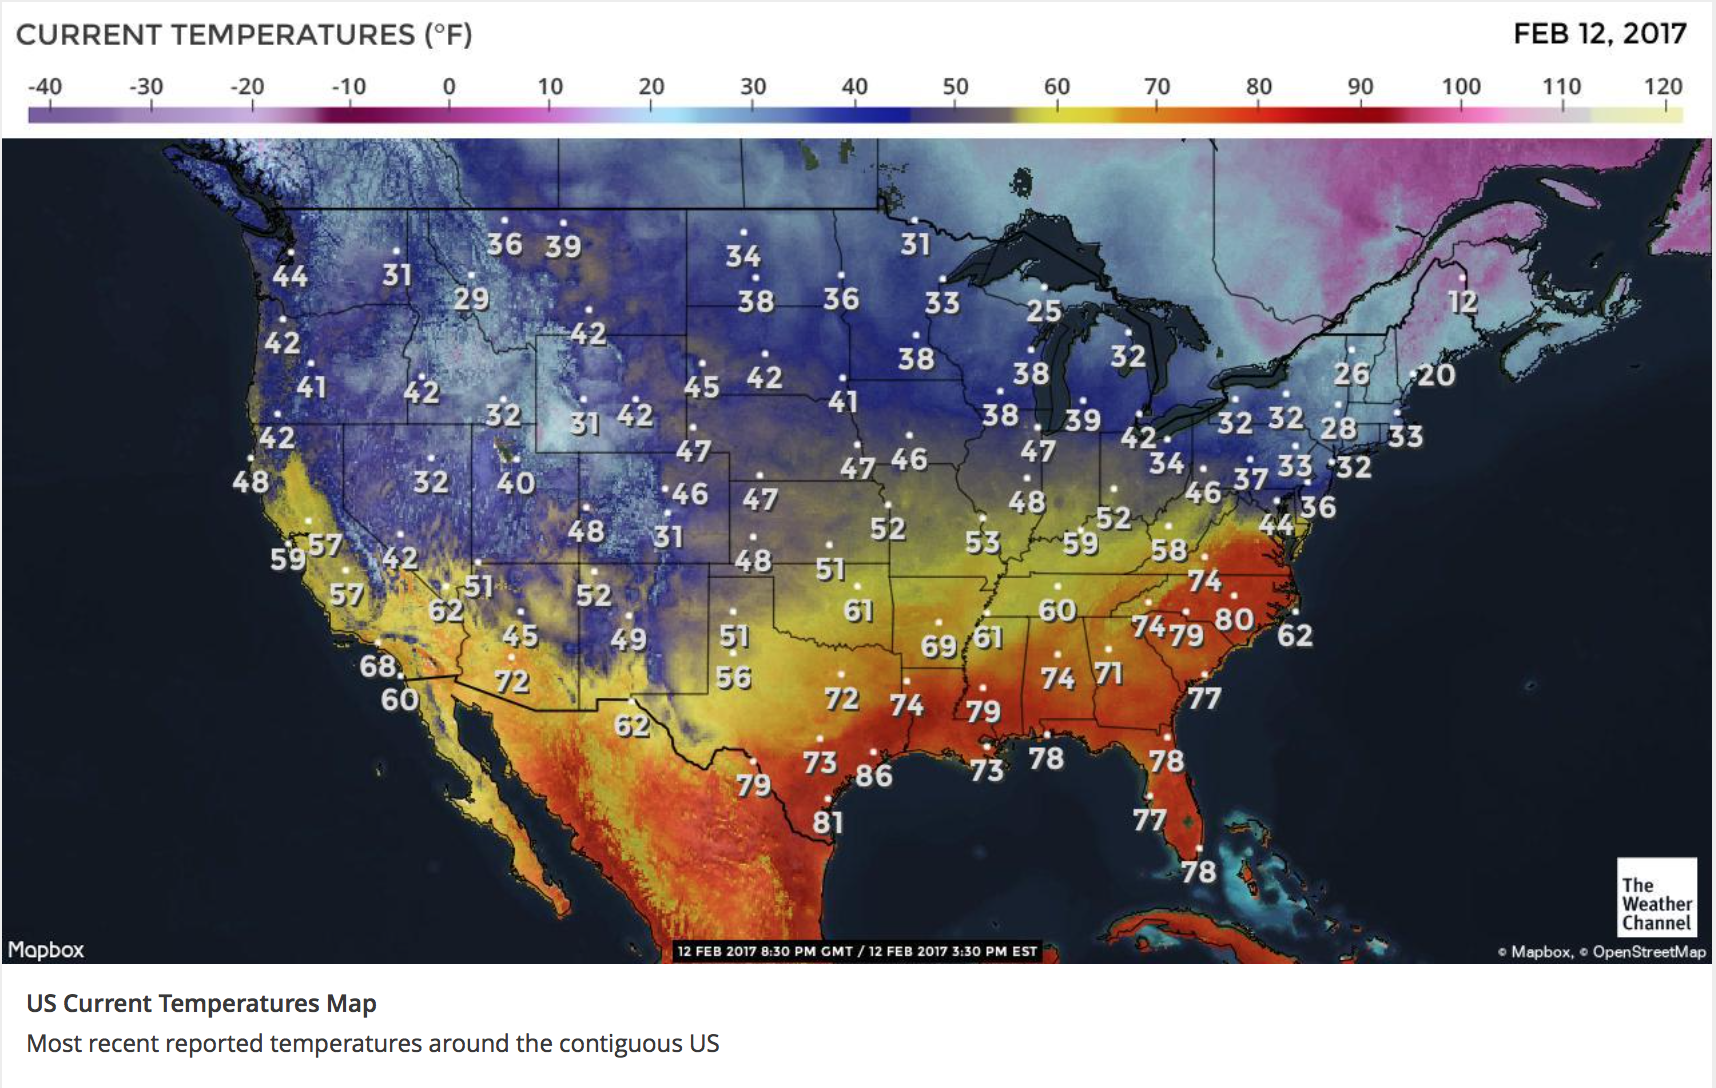 CURRENT TEMPERATURES (°F)
FEB 12, 2017
-40 -30 -20 -10 0 10 20 30 40 50 60 70 80 90 100 110 120
36 39 34 31
44 31 29 38 36 33 25 12
42 42 38 32
41 42 45 42 38 26 20
32 31 42 41 38 39 32 32 28 33
42 47 47 46 47 42 34 37 33 32
48 32 40 46 47 48 46 36
48 31 52 53 52 44
59 57 42 48 51 59 58
57 62 51 52 61 60 74
45 49 51 69 61 74 79 80 62
68 72 56 72 74 79 74 71 77
60 62
79 73 86 73 78 78
81 77
78
The
Weather
Channel
Mapbox
12 FEB 2017 8:30 PM GMT / 12 FEB 2017 3:30 PM EST
© Mapbox, © OpenStreetMap
US Current Temperatures Map
Most recent reported temperatures around the contiguous US